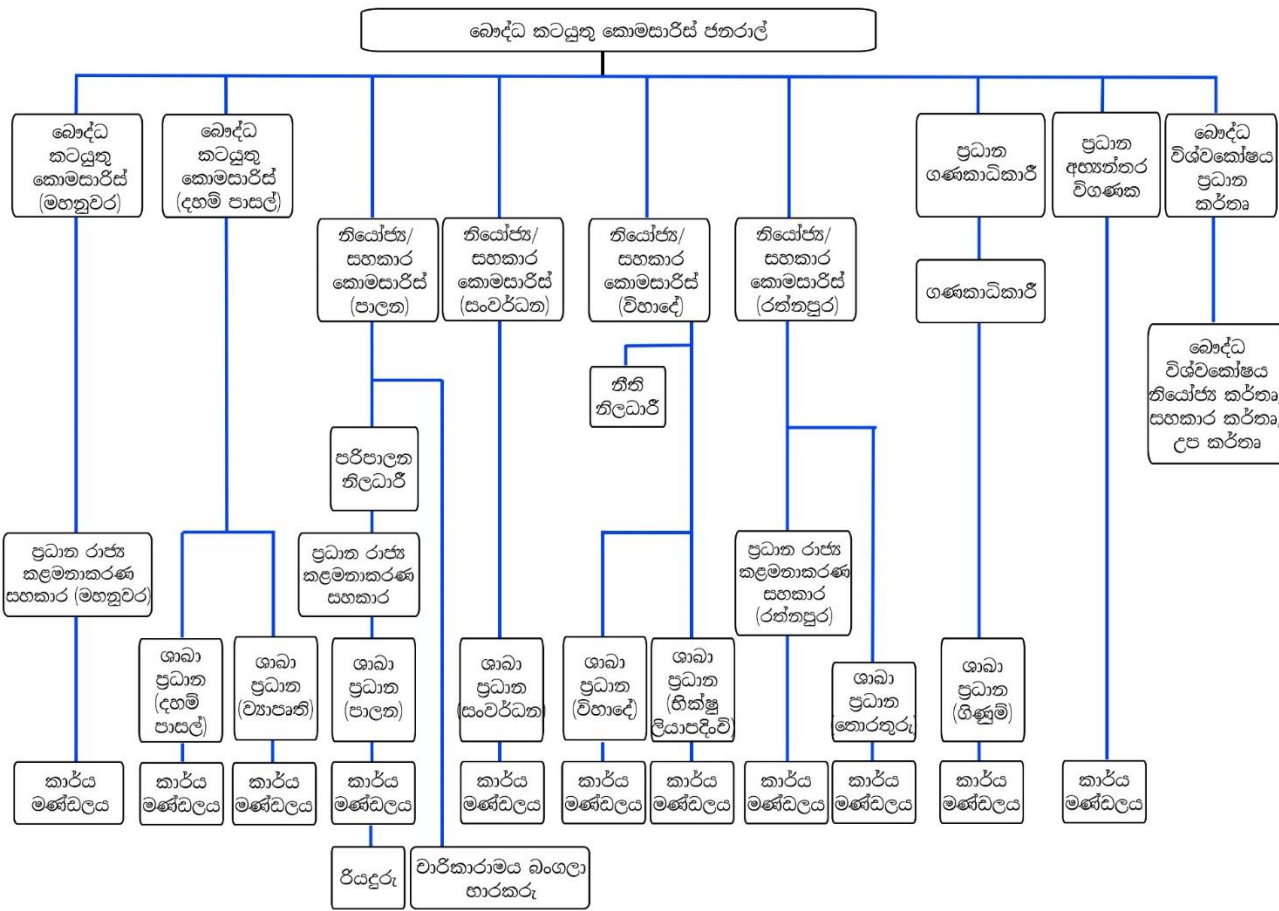 බෞද්ධ කටයුතු කොමසාරිස් ජනරාල්
බෞද්ධ
කටයුතු
කොමසාරිස්
(මහනුවර)
බෞද්ධ
කටයුතු
කොමසාරිස්
(දහම් පාසල්)
නියෝජ්‍ය/
සහකාර
කොමසාරිස්
(පාලන)
නියෝජ්‍ය/
සහකාර
කොමසාරිස්
(සංවර්ධන)
නියෝජ්‍ය/
සහකාර
කොමසාරිස්
(විහාදේ)
නියෝජ්‍ය/
සහකාර
කොමසාරිස්
(රත්නපුර)
ප්‍රධාන
ගණකාධිකාරී
ප්‍රධාන
අභ්‍යන්තර
විගණක
බෞද්ධ
විශ්වකෝෂය
ප්‍රධාන
කර්තෘ
ගණකාධිකාරී
බෞද්ධ
විශ්වකෝෂය
නියෝජ්‍ය කර්තෘ,
සහකාර කර්තෘ,
උප කර්තෘ
නීති
නිලධාරී
පරිපාලන
නිලධාරී
ප්‍රධාන රාජ්‍ය
කළමනාකරණ
සහකාර (මහනුවර)
ප්‍රධාන රාජ්‍ය
කළමනාකරණ
සහකාර
ප්‍රධාන රාජ්‍ය
කළමනාකරණ
සහකාර
(රත්නපුර)
ශාඛා
ප්‍රධාන
(දහම්
පාසල්)
ශාඛා
ප්‍රධාන
(ව්‍යාපෘති)
ශාඛා
ප්‍රධාන
(පාලන)
ශාඛා
ප්‍රධාන
(සංවර්ධන)
ශාඛා
ප්‍රධාන
(විහාදේ)
ශාඛා
ප්‍රධාන
(භික්ෂු
ලියාපදිංචි)
ශාඛා
ප්‍රධාන
(තොරතුරු)
ශාඛා
ප්‍රධාන
(ගිණුම්)
කාර්ය
මණ්ඩලය
කාර්ය
මණ්ඩලය
කාර්ය
මණ්ඩලය
කාර්ය
මණ්ඩලය
කාර්ය
මණ්ඩලය
කාර්ය
මණ්ඩලය
කාර්ය
මණ්ඩලය
කාර්ය
මණ්ඩලය
කාර්ය
මණ්ඩලය
කාර්ය
මණ්ඩලය
කාර්ය
මණ්ඩලය
රියදුරු
චාරිකාරාමය බංගලා
භාරකරු